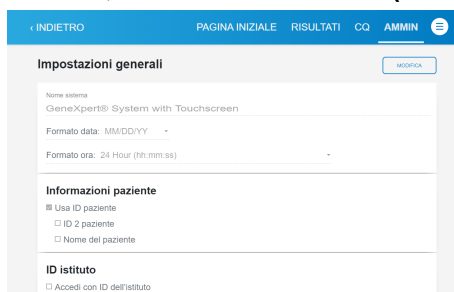 ‹ INDIETRO PAGINA INIZIALE RISULTATI CQ AMMIN
Impostazioni generali MODIFICA
Nome sistema
GeneXpert® System with Touchscreen
Formato data: MM/DD/YY
Formato ora: 24 Hour (hh:mm:ss)
Informazioni paziente
Usa ID paziente
ID 2 paziente
Nome del paziente
ID istituto
Accedi con ID dell'istituto